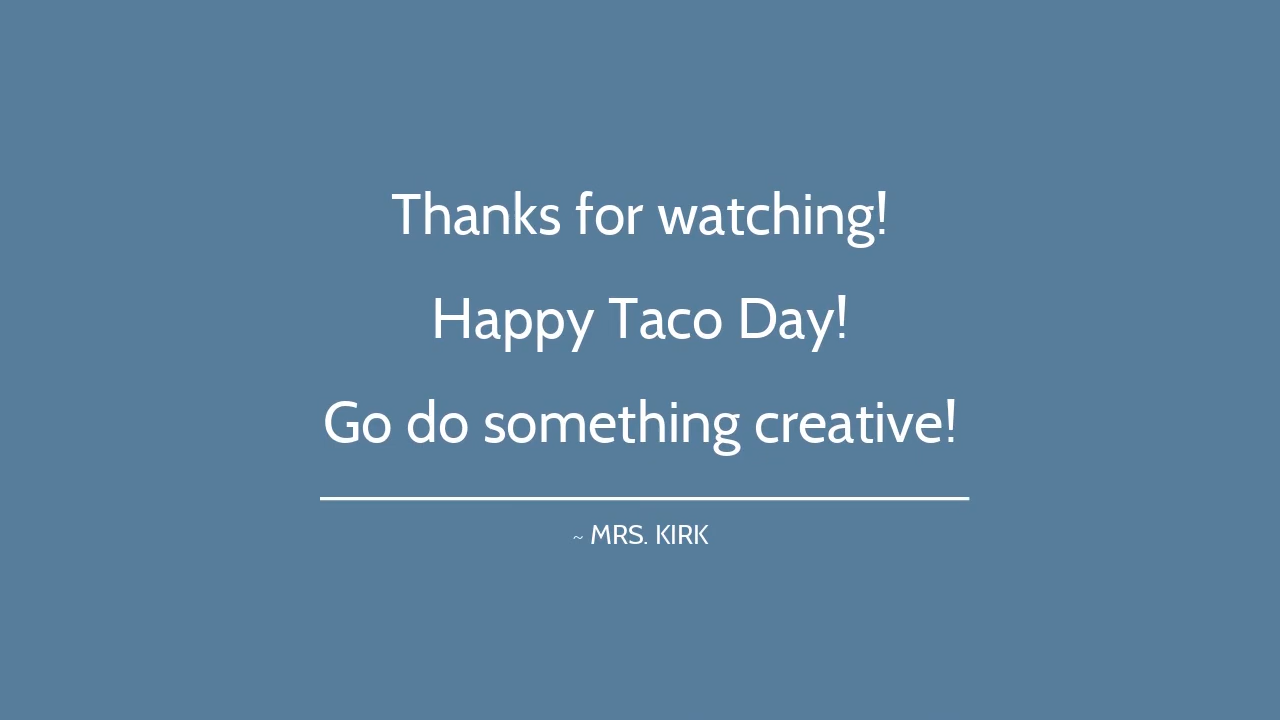 Thanks for watching!
Happy Taco Day!
Go do something creative!
~ MRS. KIRK